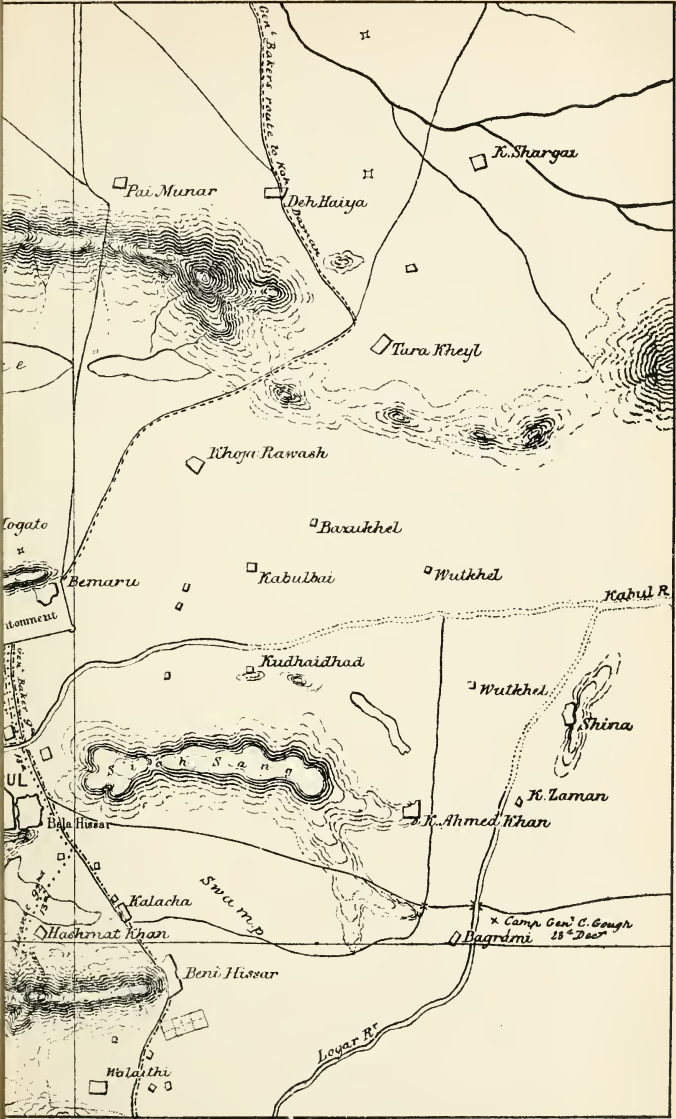 Genl Bakers route to Koh Daman
K. Shargai
Pai Munar
Deh Haiya
Tara Kheyl
e
Khoja Rawash
Bazukhel
Kabulbai
Wutkhel
Bemaru
Kabul R
Kudhaidhad
Wutkhel
Shina
Siah Sang
UL
K. Zaman
K. Ahmed Khan
Bala Hissar
Swamp
Kalacha
Camp Genl C. Gough
23d Decr
Hashmat Khan
Bagrami
Beni Hissar
Logar Rr
Walaithi